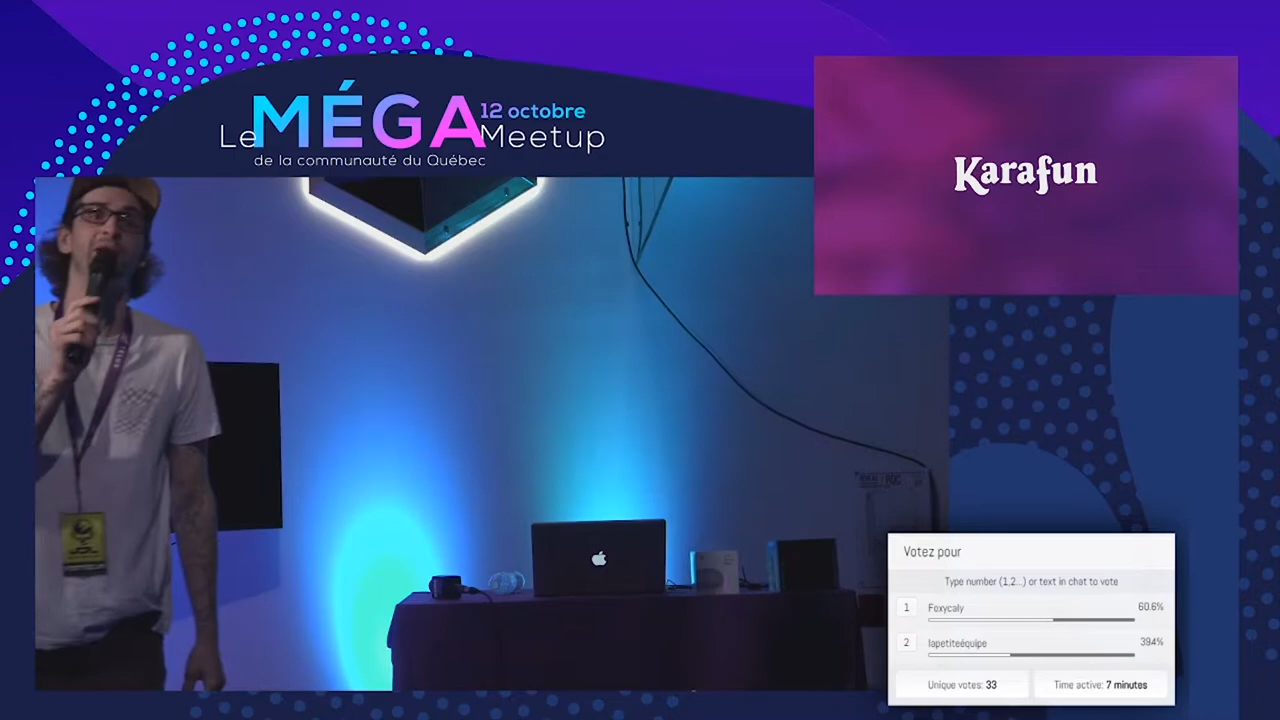 Le MÉGA 12 octobre Meetup
de la communauté du Québec
Karafun
Votez pour
Type number (1,2...) or text in chat to vote
1 Foxycaly 60.6%
2 lapetiteéquipe 39.4%
Unique votes: 33 Time active: 7 minutes